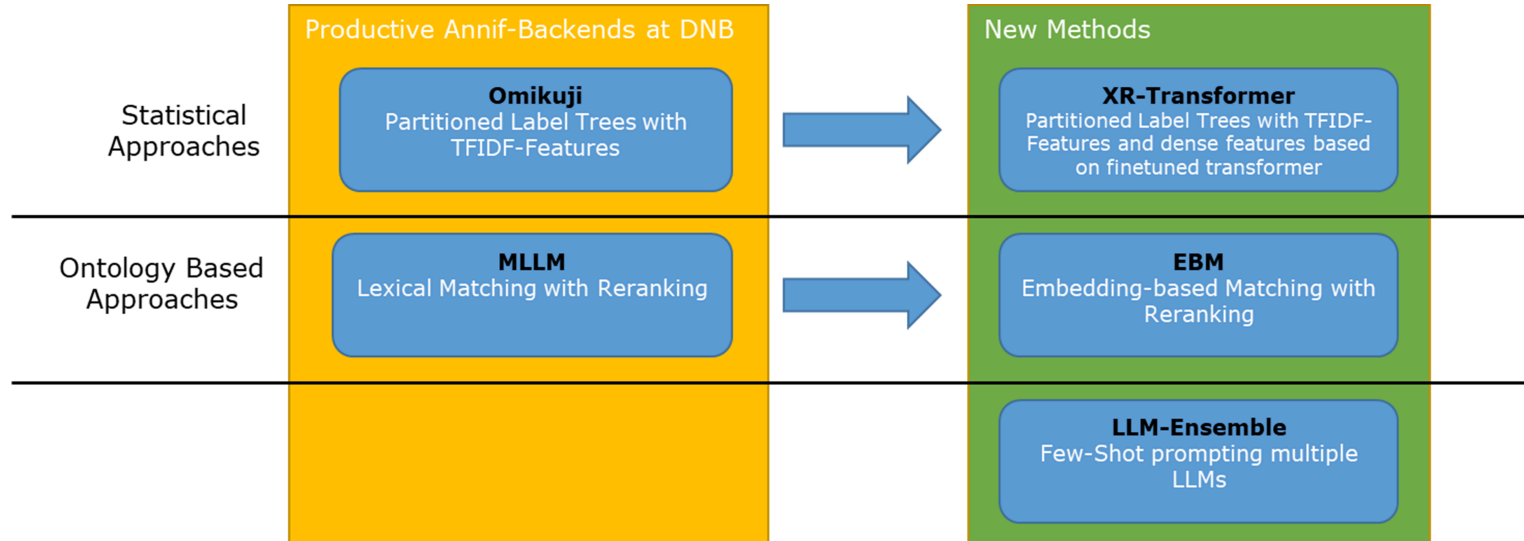 Productive Annif-Backends at DNB
New Methods
Statistical
Approaches
Omikuji
Partitioned Label Trees with
TFIDF-Features
XR-Transformer
Partitioned Label Trees with TFIDF-
Features and dense features based
on finetuned transformer
Ontology Based
Approaches
MLLM
Lexical Matching with Reranking
EBM
Embedding-based Matching with
Reranking
LLM-Ensemble
Few-Shot prompting multiple
LLMs